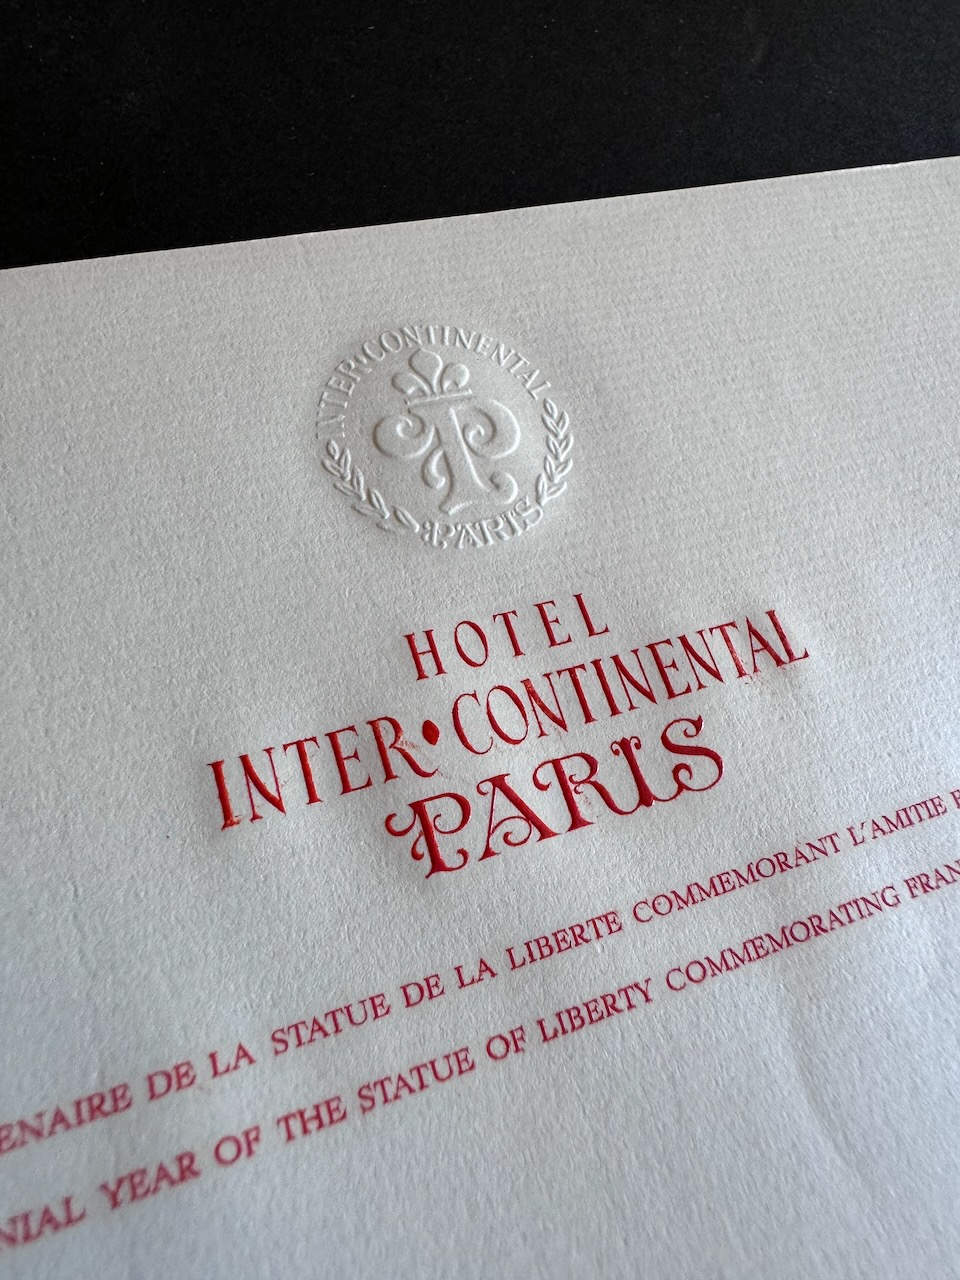 INTER•CONTINENTAL
P
PARIS
HOTEL
INTER•CONTINENTAL
PARIS
ENAIRE DE LA STATUE DE LA LIBERTE COMMEMORANT L'AMITIE
NIAL YEAR OF THE STATUE OF LIBERTY COMMEMORATING FRAN